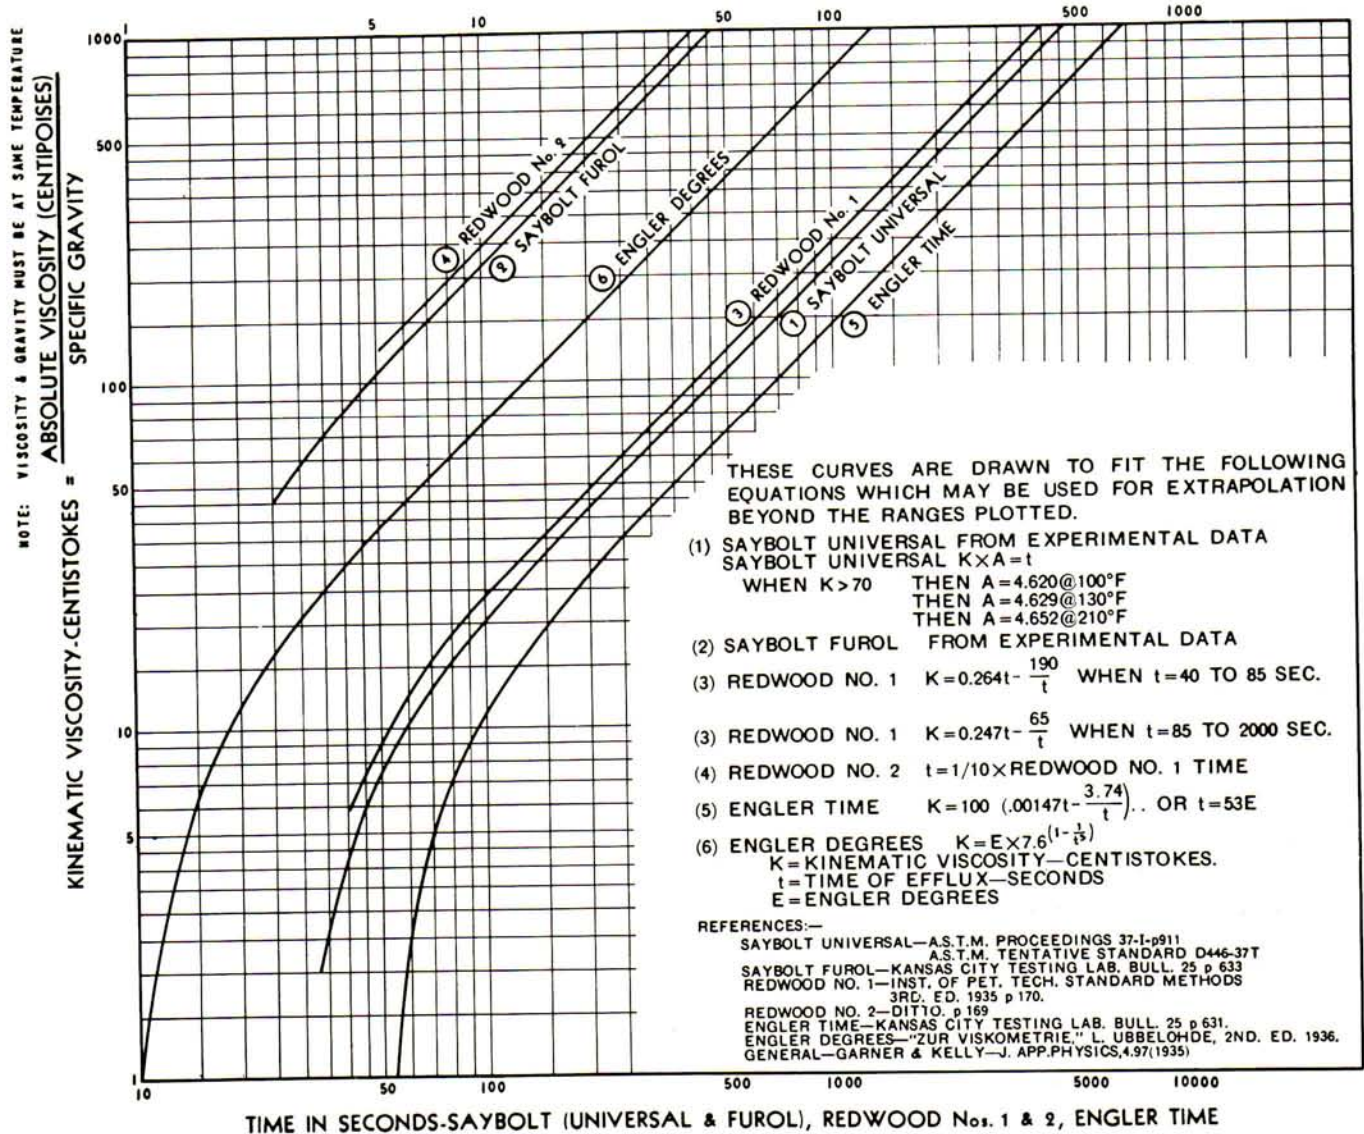 5 10 50 100 500 1000
NOTE: VISCOSITY & GRAVITY MUST BE AT SAME TEMPERATURE
KINEMATIC VISCOSITY-CENTISTOKES = ABSOLUTE VISCOSITY (CENTIPOISES)
SPECIFIC GRAVITY
1000
500
100
50
10
5
1
4 REDWOOD No. 2
2 SAYBOLT FUROL
6 ENGLER DEGREES
3 REDWOOD No. 1
1 SAYBOLT UNIVERSAL
5 ENGLER TIME
THESE CURVES ARE DRAWN TO FIT THE FOLLOWING
EQUATIONS WHICH MAY BE USED FOR EXTRAPOLATION
BEYOND THE RANGES PLOTTED.
(1) SAYBOLT UNIVERSAL FROM EXPERIMENTAL DATA
SAYBOLT UNIVERSAL K×A=t
WHEN K>70 THEN A=4.620@100°F
THEN A=4.629@130°F
THEN A=4.652@210°F
(2) SAYBOLT FUROL FROM EXPERIMENTAL DATA
(3) REDWOOD NO. 1 K=0.264t-190/t WHEN t=40 TO 85 SEC.
(3) REDWOOD NO. 1 K=0.247t-65/t WHEN t=85 TO 2000 SEC.
(4) REDWOOD NO. 2 t=1/10×REDWOOD NO. 1 TIME
(5) ENGLER TIME K=100 (.00147t-3.74/t).. OR t=53E
(6) ENGLER DEGREES K=E×7.6^(1-1/t³)
K=KINEMATIC VISCOSITY—CENTISTOKES.
t=TIME OF EFFLUX—SECONDS
E=ENGLER DEGREES
REFERENCES:—
SAYBOLT UNIVERSAL—A.S.T.M. PROCEEDINGS 37-I-p911
A.S.T.M. TENTATIVE STANDARD D446-37T
SAYBOLT FUROL—KANSAS CITY TESTING LAB. BULL. 25 p 633
REDWOOD NO. 1—INST. OF PET. TECH. STANDARD METHODS
3RD. ED. 1935 p 170.
REDWOOD NO. 2—DITTO. p 169
ENGLER TIME—KANSAS CITY TESTING LAB. BULL. 25 p 631.
ENGLER DEGREES—"ZUR VISKOMETRIE," L. UBBELOHDE, 2ND. ED. 1936.
GENERAL—GARNER & KELLY—J. APP.PHYSICS,4.97(1935)
10 50 100 500 1000 5000 10000
TIME IN SECONDS-SAYBOLT (UNIVERSAL & FUROL), REDWOOD Nos. 1 & 2, ENGLER TIME